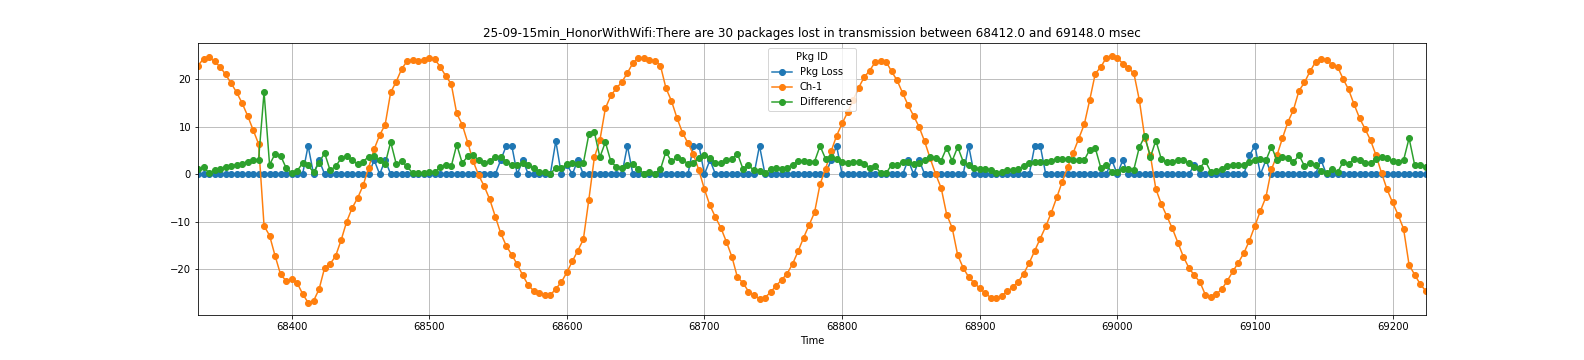 25-09-15min_HonorWithWifi:There are 30 packages lost in transmission between 68412.0 and 69148.0 msec
Pkg ID
Pkg Loss
Ch-1
Difference
20
10
0
−10
−20
68400 68500 68600 68700 68800 68900 69000 69100 69200
Time